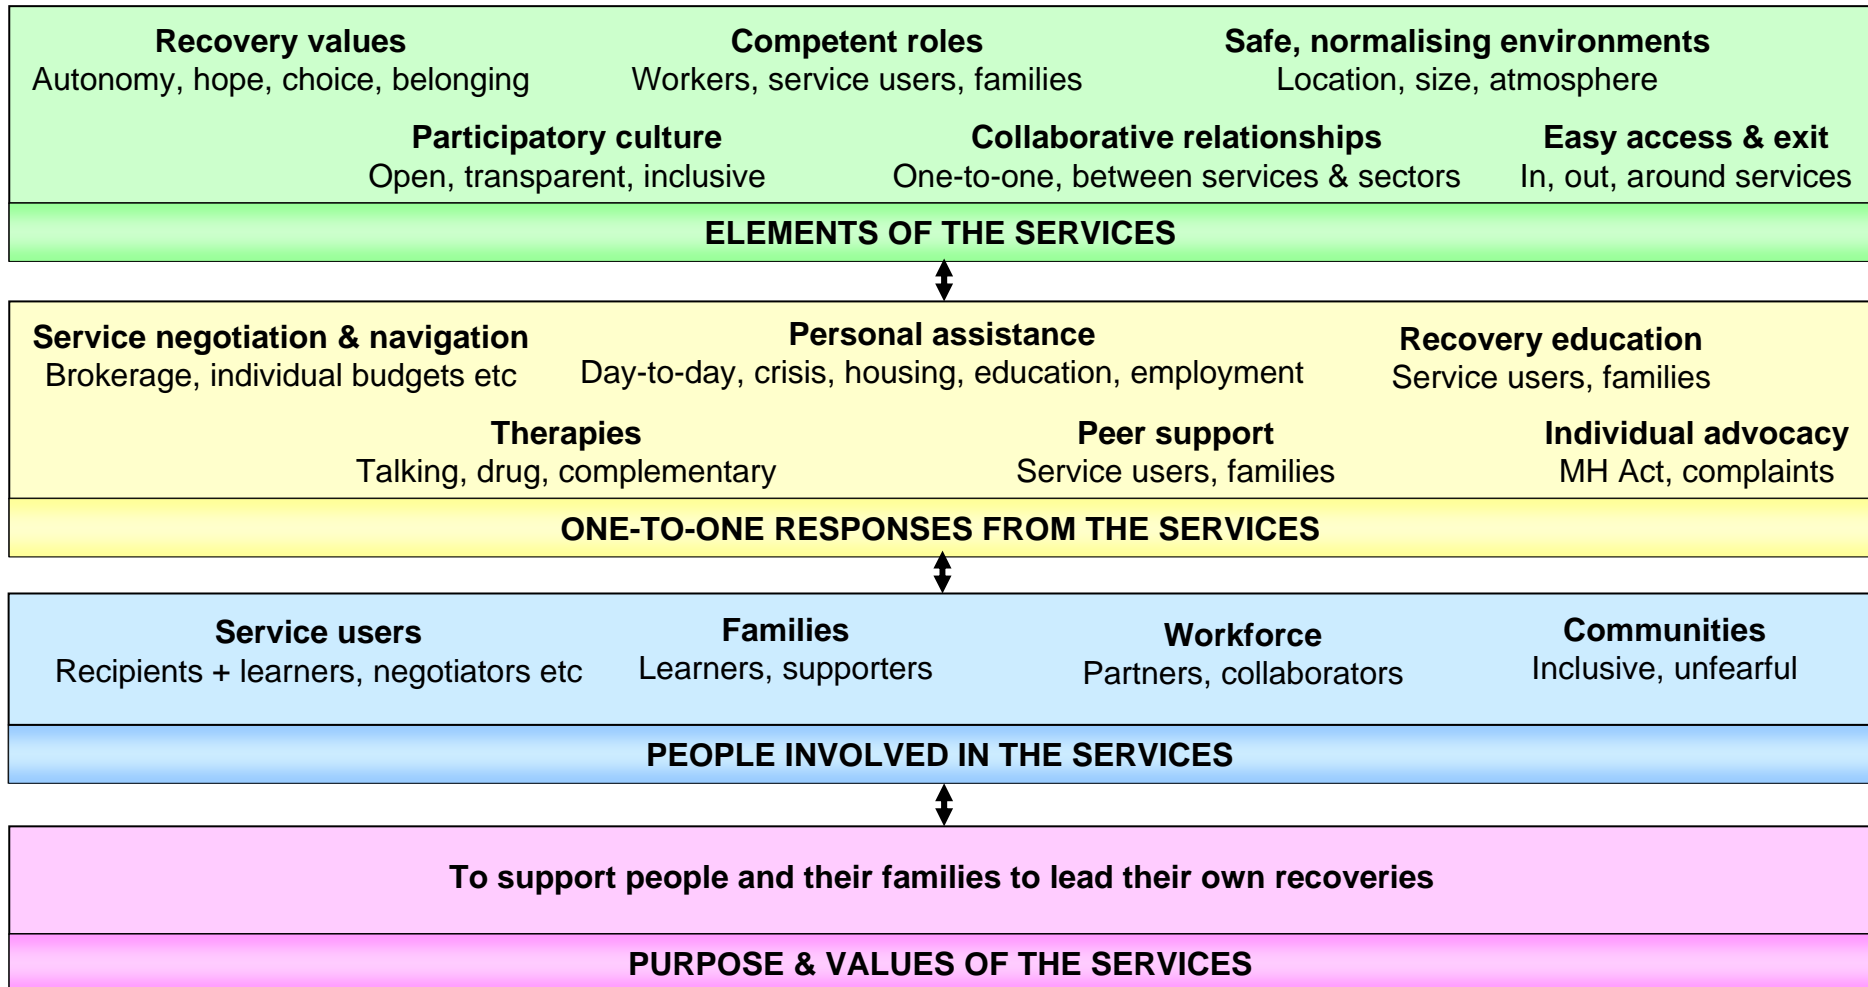 Recovery values
Autonomy, hope, choice, belonging
Competent roles
Workers, service users, families
Safe, normalising environments
Location, size, atmosphere
Participatory culture
Open, transparent, inclusive
Collaborative relationships
One-to-one, between services & sectors
Easy access & exit
In, out, around services
ELEMENTS OF THE SERVICES
Service negotiation & navigation
Brokerage, individual budgets etc
Personal assistance
Day-to-day, crisis, housing, education, employment
Recovery education
Service users, families
Therapies
Talking, drug, complementary
Peer support
Service users, families
Individual advocacy
MH Act, complaints
ONE-TO-ONE RESPONSES FROM THE SERVICES
Service users
Recipients + learners, negotiators etc
Families
Learners, supporters
Workforce
Partners, collaborators
Communities
Inclusive, unfearful
PEOPLE INVOLVED IN THE SERVICES
To support people and their families to lead their own recoveries
PURPOSE & VALUES OF THE SERVICES